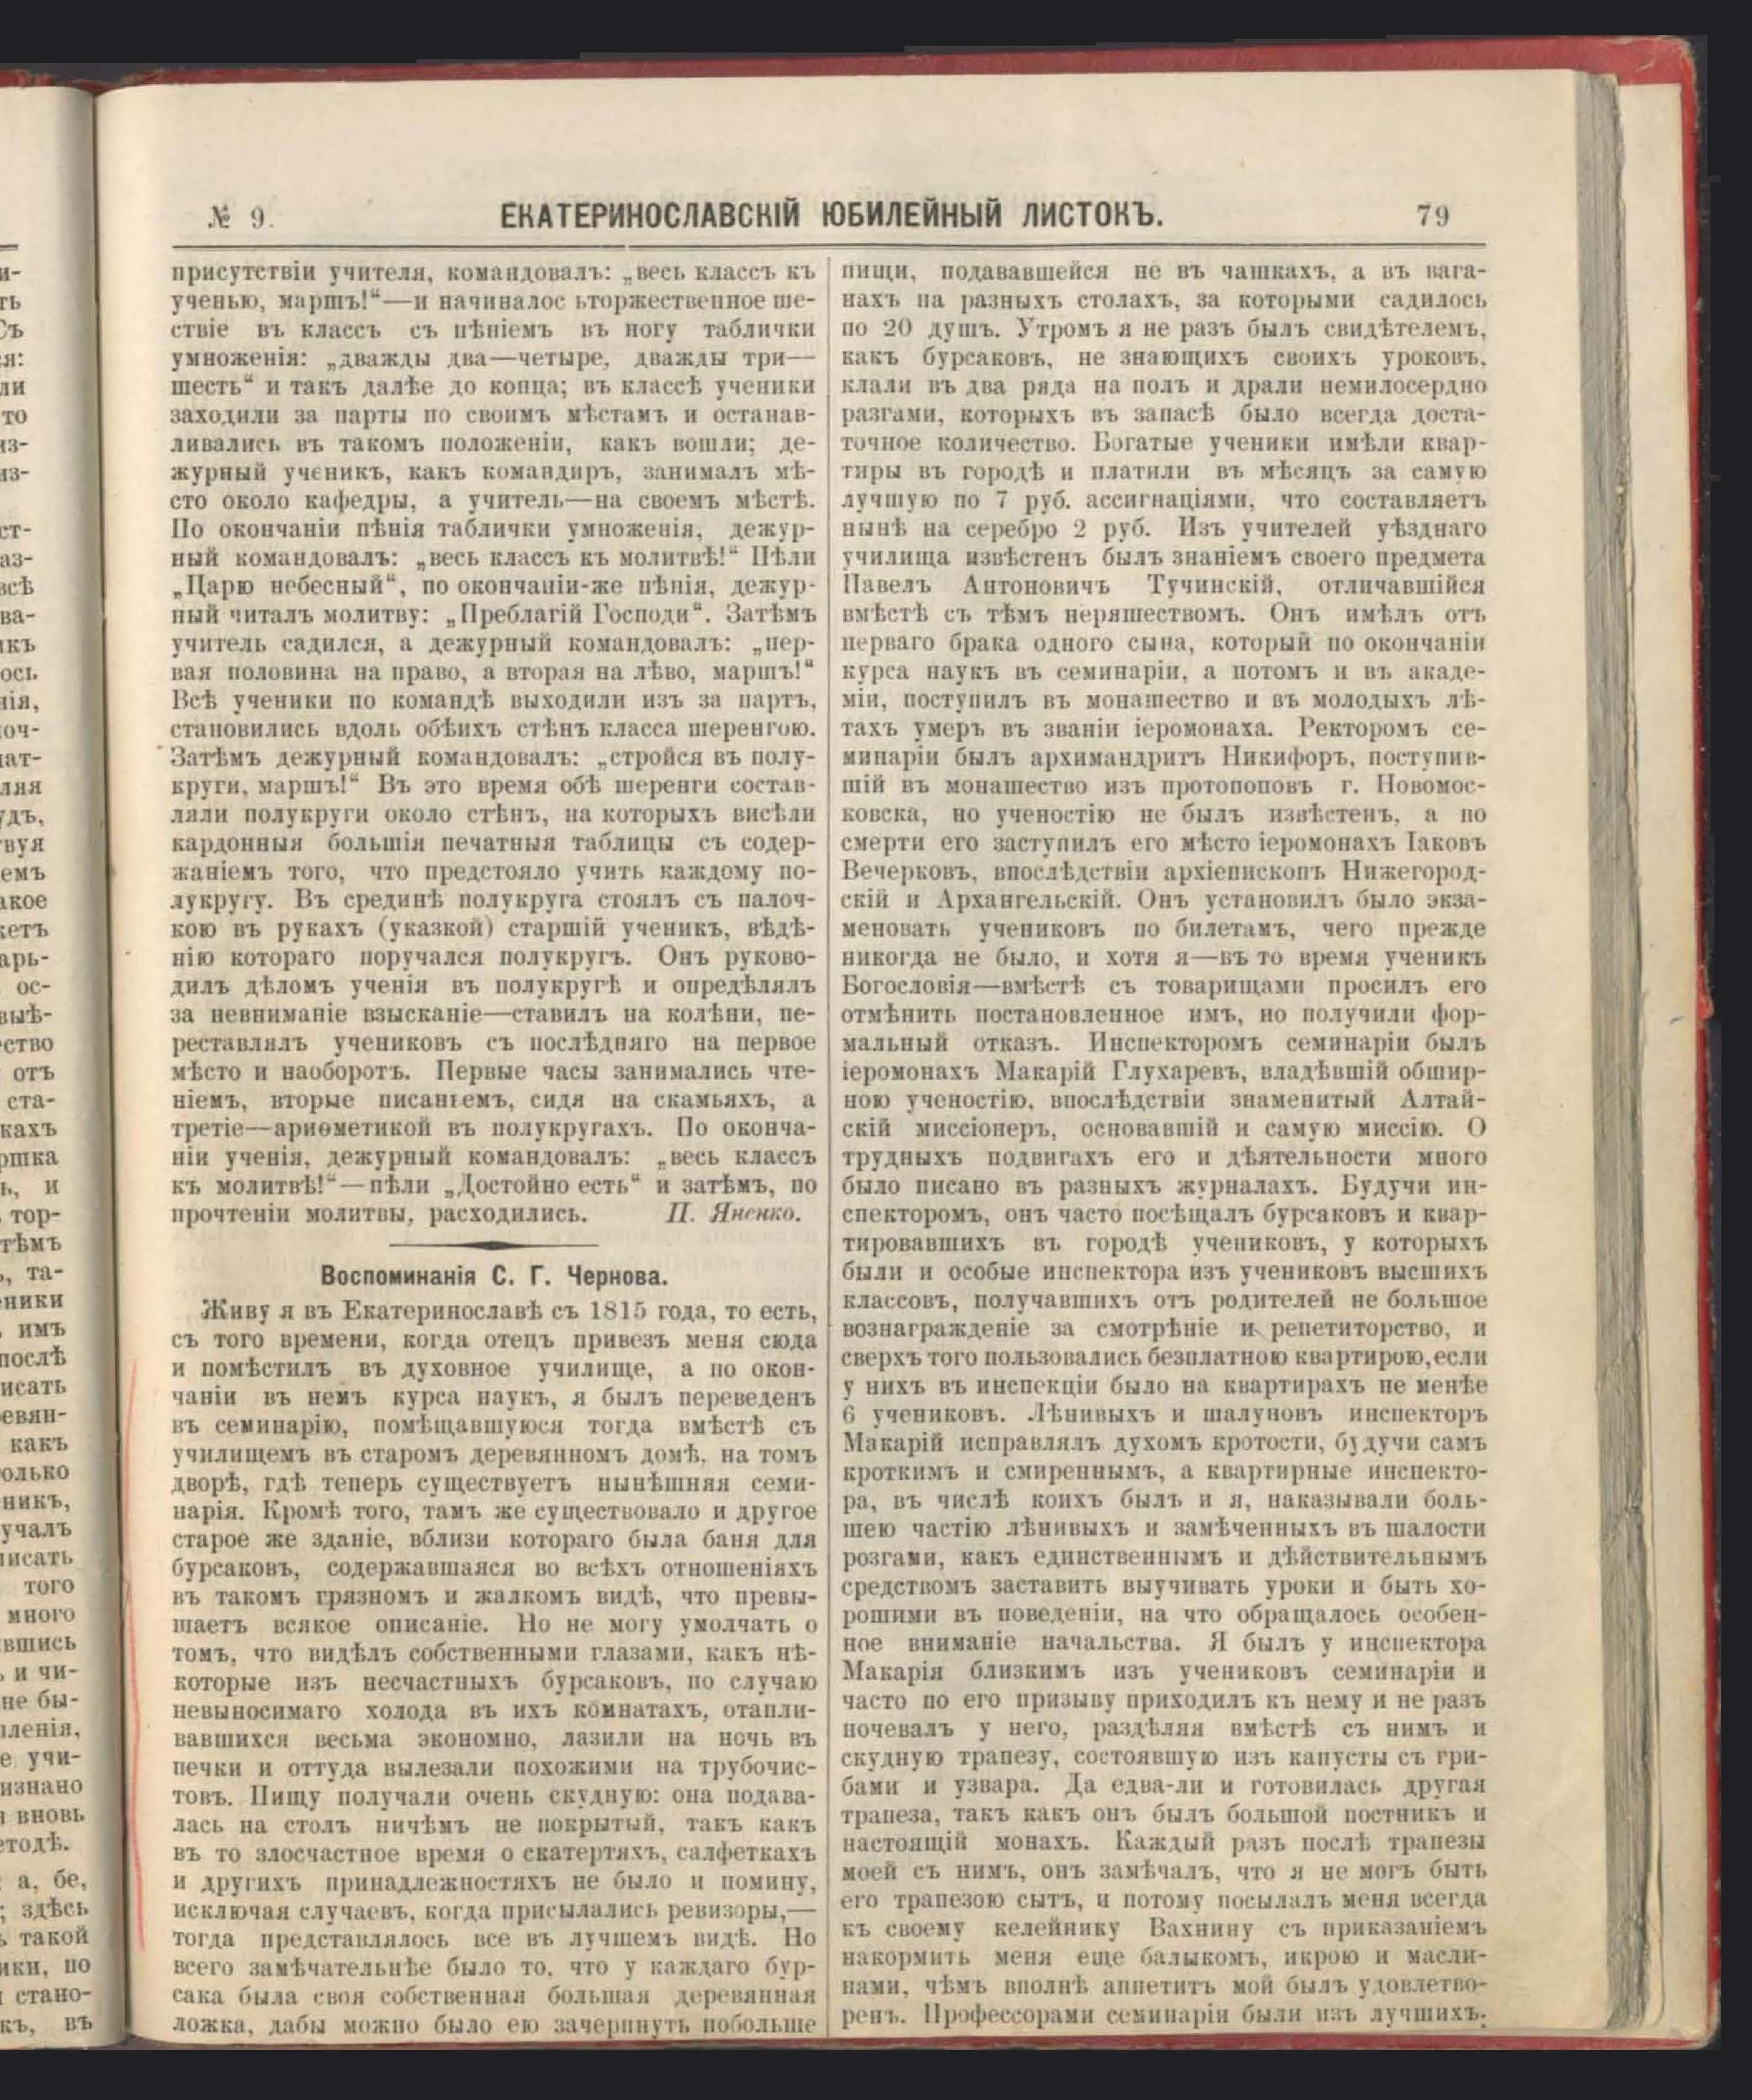 № 9.
ЕКАТЕРИНОСЛАВСКІЙ ЮБИЛЕЙНЫЙ ЛИСТОКЪ.
79
присутствіи учителя, командовалъ: „весь классъ къ
ученью, маршъ!“—и начиналос ьторжественное ше-
ствіе въ классъ съ пѣніемъ въ ногу таблички
умноженія: „дважды два—четыре, дважды три—
шесть“ и такъ далѣе до конца; въ классѣ ученики
заходили за парты по своимъ мѣстамъ и останав-
ливались въ такомъ положеніи, какъ вошли; де-
журный ученикъ, какъ командиръ, занималъ мѣ-
сто около кафедры, а учитель—на своемъ мѣстѣ.
По окончаніи пѣнія таблички умноженія, дежур-
ный командовалъ: „весь классъ къ молитвѣ!“ Пѣли
„Царю небесный“, по окончаніи-же пѣнія, дежур-
ный читалъ молитву: „Преблагій Господи“. Затѣмъ
учитель садился, а дежурный командовалъ: „пер-
вая половина на право, а вторая на лѣво, маршъ!“
Всѣ ученики по командѣ выходили изъ за партъ,
становились вдоль обѣихъ стѣнъ класса шеренгою.
Затѣмъ дежурный командовалъ: „стройся въ полу-
круги, маршъ!“ Въ это время обѣ шеренги состав-
ляли полукруги около стѣнъ, на которыхъ висѣли
кардонныя большія печатныя таблицы съ содер-
жаніемъ того, что предстояло учить каждому по-
лукругу. Въ срединѣ полукруга стоялъ съ палоч-
кою въ рукахъ (указкой) старшій ученикъ, вѣдѣ-
нію котораго поручался полукругъ. Онъ руково-
дилъ дѣломъ ученія въ полукругѣ и опредѣлялъ
за невниманіе взысканіе—ставилъ на колѣни, пе-
реставлялъ учениковъ съ послѣдняго на первое
мѣсто и наоборотъ. Первые часы занимались чте-
ніемъ, вторые писаніемъ, сидя на скамьяхъ, а
третіе—ариѳметикой въ полукругахъ. По оконча-
ніи ученія, дежурный командовалъ: „весь классъ
къ молитвѣ!“—пѣли „Достойно есть“ и затѣмъ, по
прочтеніи молитвы, расходились. П. Яненко.
Воспоминанія С. Г. Чернова.
Живу я въ Екатеринославѣ съ 1815 года, то есть,
съ того времени, когда отецъ привезъ меня сюда
и помѣстилъ въ духовное училище, а по окон-
чаніи въ немъ курса наукъ, я былъ переведенъ
въ семинарію, помѣщавшуюся тогда вмѣстѣ съ
училищемъ въ старомъ деревянномъ домѣ, на томъ
дворѣ, гдѣ теперь существуетъ нынѣшняя семи-
нарія. Кромѣ того, тамъ же существовало и другое
старое же зданіе, вблизи котораго была баня для
бурсаковъ, содержавшаяся во всѣхъ отношеніяхъ
въ такомъ грязномъ и жалкомъ видѣ, что превы-
шаетъ всякое описаніе. Но не могу умолчать о
томъ, что видѣлъ собственными глазами, какъ нѣ-
которые изъ несчастныхъ бурсаковъ, по случаю
невыносимаго холода въ ихъ комнатахъ, отапли-
вавшихся весьма экономно, лазили на ночь въ
печки и оттуда вылезали похожими на трубочис-
товъ. Пищу получали очень скудную: она подава-
лась на столъ ничѣмъ не покрытый, такъ какъ
въ то злосчастное время о скатертяхъ, салфеткахъ
и другихъ принадлежностяхъ не было и помину,
исключая случаевъ, когда присылались ревизоры,—
тогда представлялось все въ лучшемъ видѣ. Но
всего замѣчательнѣе было то, что у каждаго бур-
сака была своя собственная большая деревянная
ложка, дабы можно было ею зачерпнуть побольше
пищи, подававшейся не въ чашкахъ, а въ вага-
нахъ на разныхъ столахъ, за которыми садилось
по 20 душъ. Утромъ я не разъ былъ свидѣтелемъ,
какъ бурсаковъ, не знающихъ своихъ уроковъ,
клали въ два ряда на полъ и драли немилосердно
разгами, которыхъ въ запасѣ было всегда доста-
точное количество. Богатые ученики имѣли квар-
тиры въ городѣ и платили въ мѣсяцъ за самую
лучшую по 7 руб. ассигнаціями, что составляетъ
нынѣ на серебро 2 руб. Изъ учителей уѣзднаго
училища извѣстенъ былъ знаніемъ своего предмета
Павелъ Антоновичъ Тучинскій, отличавшійся
вмѣстѣ съ тѣмъ неряшествомъ. Онъ имѣлъ отъ
перваго брака одного сына, который по окончаніи
курса наукъ въ семинаріи, а потомъ и въ акаде-
міи, поступилъ въ монашество и въ молодыхъ лѣ-
тахъ умеръ въ званіи іеромонаха. Ректоромъ се-
минаріи былъ архимандритъ Никифоръ, поступив-
шій въ монашество изъ протопоповъ г. Новомос-
ковска, но ученостію не былъ извѣстенъ, а по
смерти его заступилъ его мѣсто іеромонахъ Іаковъ
Вечерковъ, впослѣдствіи архіепископъ Нижегород-
скій и Архангельскій. Онъ установилъ было экза-
меновать учениковъ по билетамъ, чего прежде
никогда не было, и хотя я—въ то время ученикъ
Богословія—вмѣстѣ съ товарищами просилъ его
отмѣнить постановленное имъ, но получили фор-
мальный отказъ. Инспекторомъ семинаріи былъ
іеромонахъ Макарій Глухаревъ, владѣвшій обшир-
ною ученостію, впослѣдствіи знаменитый Алтай-
скій миссіонеръ, основавшій и самую миссію. О
трудныхъ подвигахъ его и дѣятельности много
было писано въ разныхъ журналахъ. Будучи ин-
спекторомъ, онъ часто посѣщалъ бурсаковъ и квар-
тировавшихъ въ городѣ учениковъ, у которыхъ
были и особые инспектора изъ учениковъ высшихъ
классовъ, получавшихъ отъ родителей не большое
вознагражденіе за смотрѣніе и репетиторство, и
сверхъ того пользовались безплатною квартирою, если
у нихъ въ инспекціи было на квартирахъ не менѣе
6 учениковъ. Лѣнивыхъ и шалуновъ инспекторъ
Макарій исправлялъ духомъ кротости, будучи самъ
кроткимъ и смиреннымъ, а квартирные инспекто-
ра, въ числѣ коихъ былъ и я, наказывали боль-
шею частію лѣнивыхъ и замѣченныхъ въ шалости
розгами, какъ единственнымъ и дѣйствительнымъ
средствомъ заставить выучивать уроки и быть хо-
рошими въ поведеніи, на что обращалось особен-
ное вниманіе начальства. Я былъ у инспектора
Макарія близкимъ изъ учениковъ семинаріи и
часто по его призыву приходилъ къ нему и не разъ
ночевалъ у него, раздѣляя вмѣстѣ съ нимъ и
скудную трапезу, состоявшую изъ капусты съ гри-
бами и узвара. Да едва-ли и готовилась другая
трапеза, такъ какъ онъ былъ большой постникъ и
настоящій монахъ. Каждый разъ послѣ трапезы
моей съ нимъ, онъ замѣчалъ, что я не могъ быть
его трапезою сытъ, и потому посылалъ меня всегда
къ своему келейнику Вахнину съ приказаніемъ
накормить меня еще балыкомъ, икрою и масли-
нами, чѣмъ вполнѣ аппетитъ мой былъ удовлетво-
ренъ. Профессорами семинаріи были изъ лучшихъ: